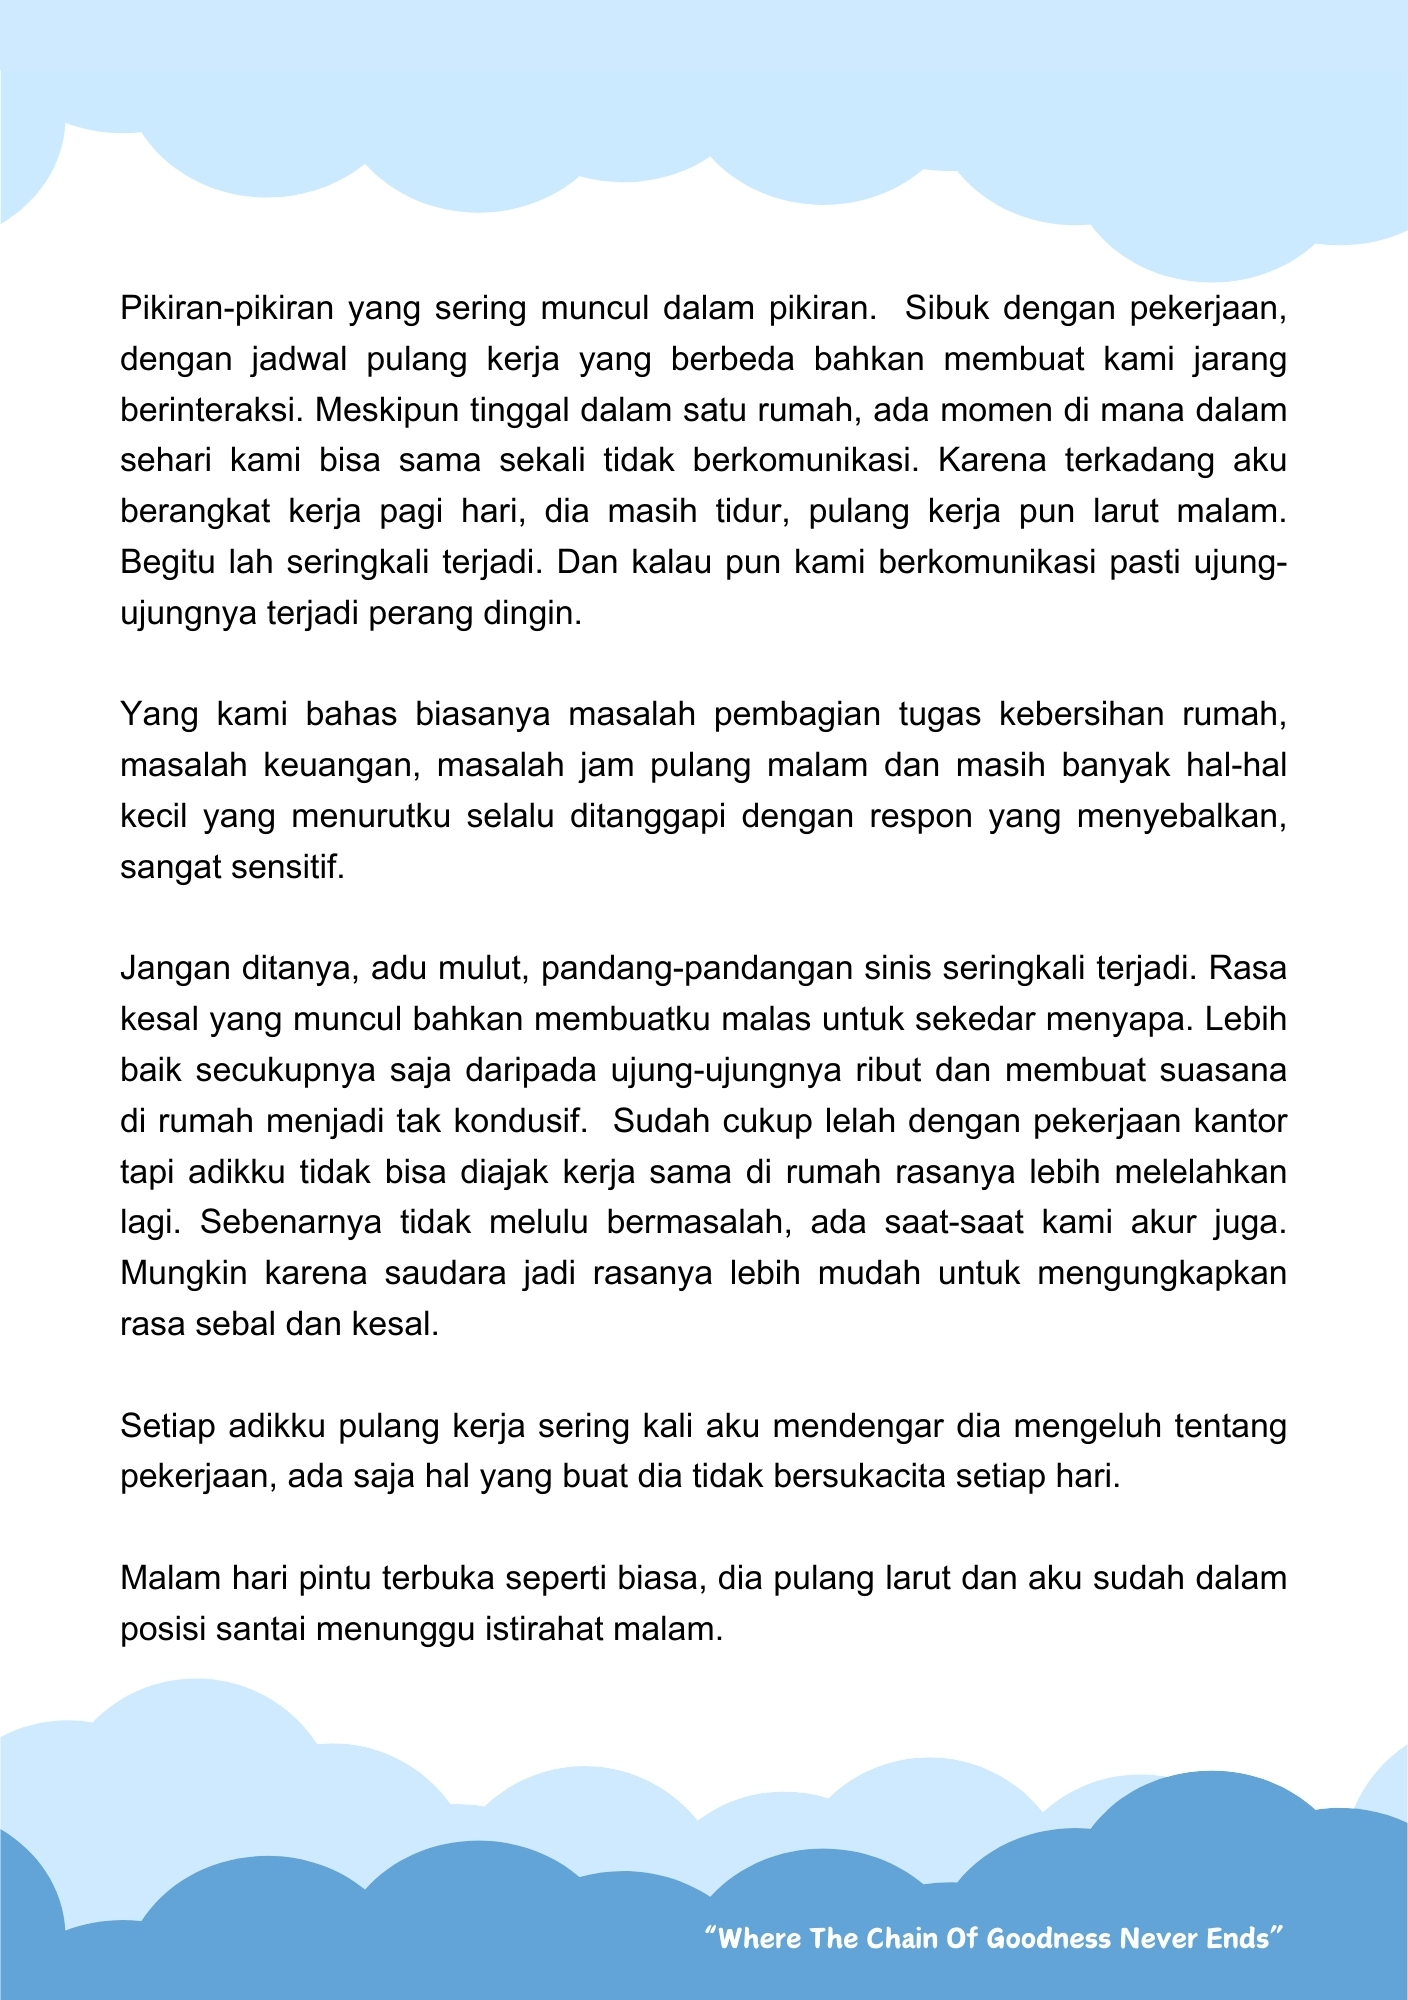 Pikiran-pikiran yang sering muncul dalam pikiran.  Sibuk dengan pekerjaan,
dengan jadwal pulang kerja yang berbeda bahkan membuat kami jarang
berinteraksi. Meskipun tinggal dalam satu rumah, ada momen di mana dalam
sehari kami bisa sama sekali tidak berkomunikasi. Karena terkadang aku
berangkat kerja pagi hari, dia masih tidur, pulang kerja pun larut malam.
Begitu lah seringkali terjadi. Dan kalau pun kami berkomunikasi pasti ujung-
ujungnya terjadi perang dingin.

Yang kami bahas biasanya masalah pembagian tugas kebersihan rumah,
masalah keuangan, masalah jam pulang malam dan masih banyak hal-hal
kecil yang menurutku selalu ditanggapi dengan respon yang menyebalkan,
sangat sensitif.

Jangan ditanya, adu mulut, pandang-pandangan sinis seringkali terjadi. Rasa
kesal yang muncul bahkan membuatku malas untuk sekedar menyapa. Lebih
baik secukupnya saja daripada ujung-ujungnya ribut dan membuat suasana
di rumah menjadi tak kondusif.  Sudah cukup lelah dengan pekerjaan kantor
tapi adikku tidak bisa diajak kerja sama di rumah rasanya lebih melelahkan
lagi. Sebenarnya tidak melulu bermasalah, ada saat-saat kami akur juga.
Mungkin karena saudara jadi rasanya lebih mudah untuk mengungkapkan
rasa sebal dan kesal.

Setiap adikku pulang kerja sering kali aku mendengar dia mengeluh tentang
pekerjaan, ada saja hal yang buat dia tidak bersukacita setiap hari.

Malam hari pintu terbuka seperti biasa, dia pulang larut dan aku sudah dalam
posisi santai menunggu istirahat malam.

“Where The Chain Of Goodness Never Ends”